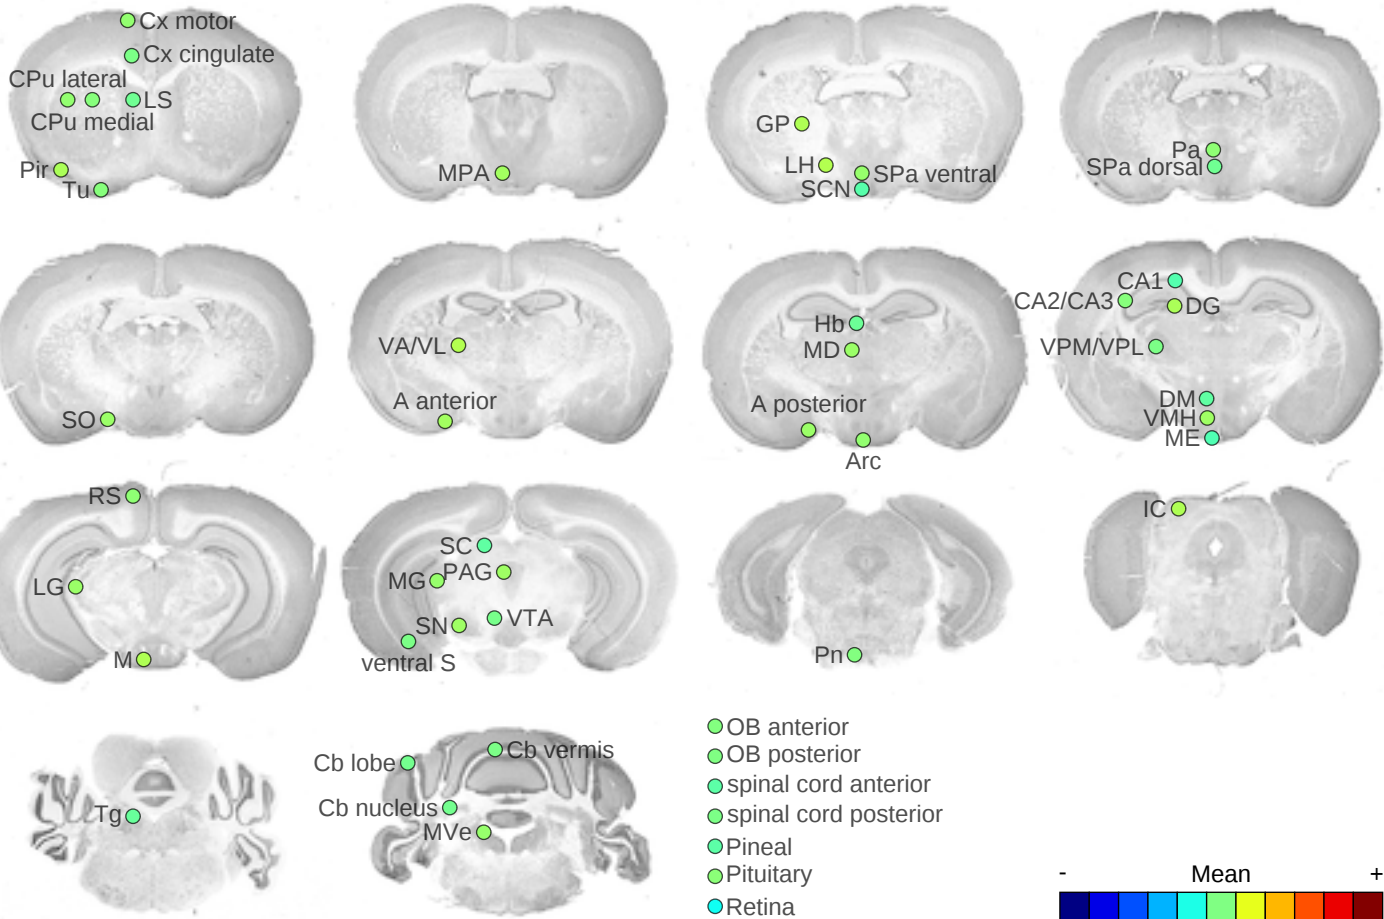 Cx motor
Cx cingulate
CPu lateral
LS
CPu medial
Pir
Tu
MPA
GP
LH
SPa ventral
SCN
Pa
SPa dorsal
SO
VA/VL
A anterior
Hb
MD
A posterior
Arc
CA1
CA2/CA3
DG
VPM/VPL
DM
VMH
ME
RS
LG
M
SC
MG
PAG
SN
VTA
ventral S
Pn
IC
Tg
Cb lobe
Cb vermis
Cb nucleus
MVe
OB anterior
OB posterior
spinal cord anterior
spinal cord posterior
Pineal
Pituitary
Retina
- Mean +